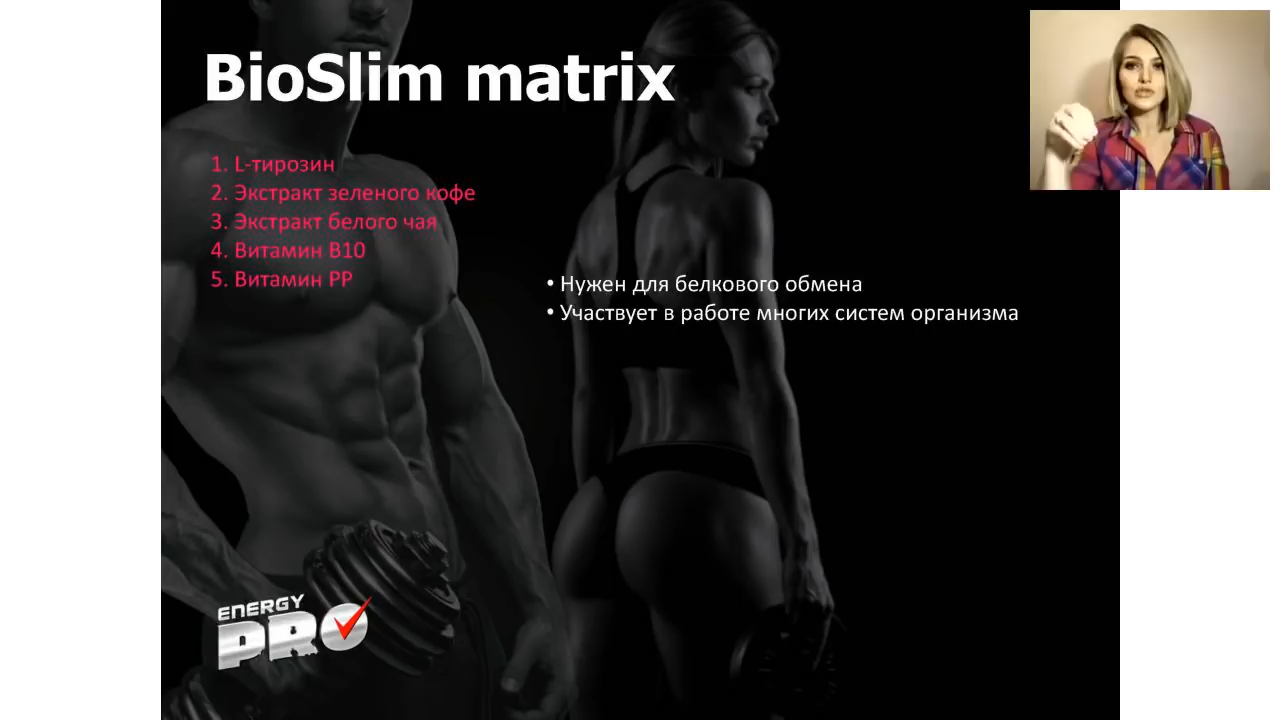 BioSlim matrix
1. L-тирозин
2. Экстракт зеленого кофе
3. Экстракт белого чая
4. Витамин B10
5. Витамин PP
• Нужен для белкового обмена
• Участвует в работе многих систем организма
ENERGY
PRO